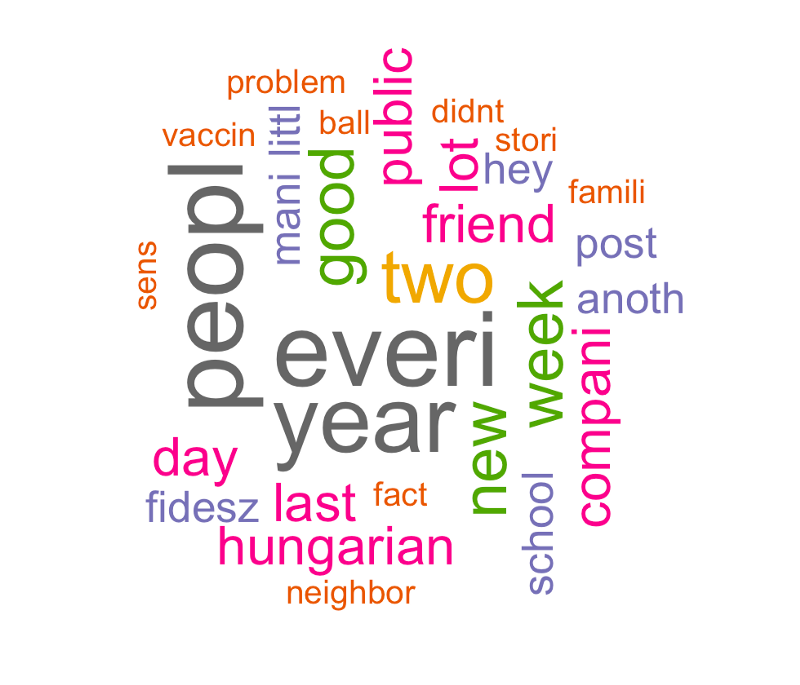 problem
public
vaccin
littl
ball
didnt
stori
lot
hey
famili
peopl
mani
good
friend
post
sens
two
anoth
everi
week
year
compani
day
new
fidesz
last
fact
school
hungarian
neighbor